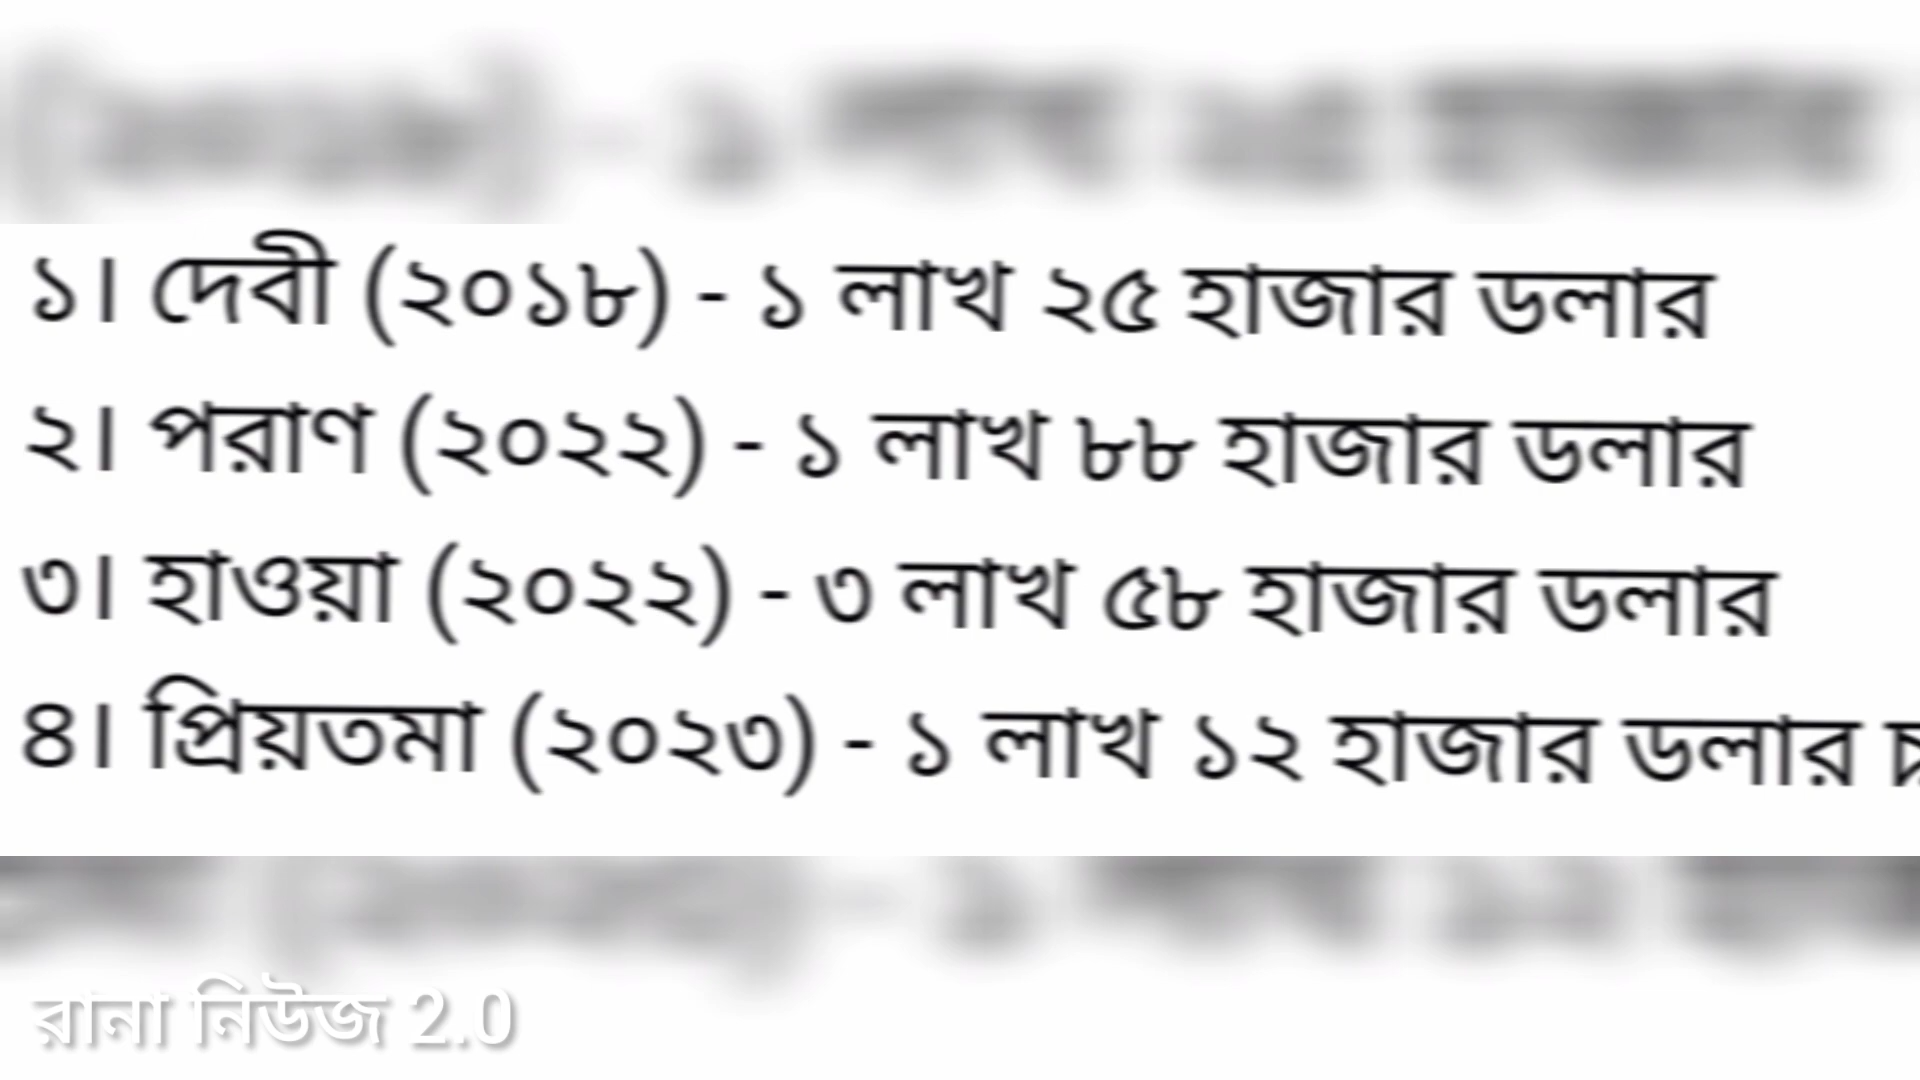 ১। দেবী (২০১৮) - ১ লাখ ২৫ হাজার ডলার
২। পরাণ (২০২২) - ১ লাখ ৮৮ হাজার ডলার
৩। হাওয়া (২০২২) - ৩ লাখ ৫৮ হাজার ডলার
৪। প্রিয়তমা (২০২৩) - ১ লাখ ১২ হাজার ডলার
রানা নিউজ 2.0